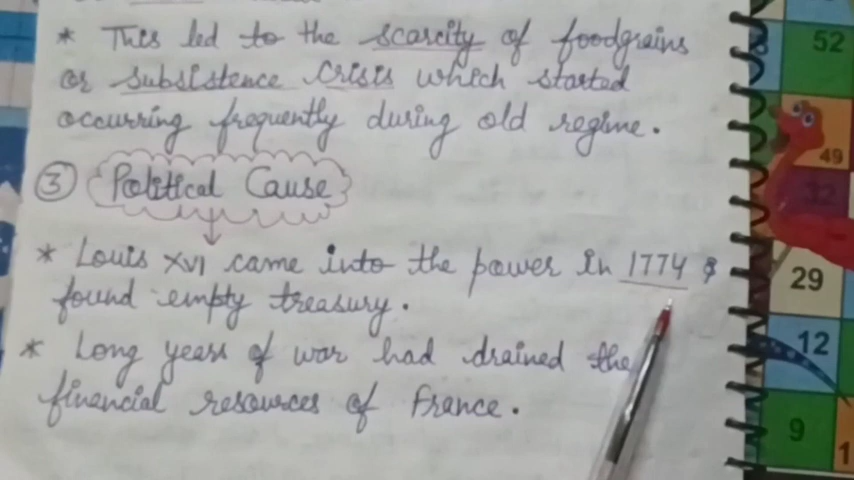 * This led to the scarcity of foodgrains
or subsistence crisis which started
occurring frequently during old regime.
③ Political Cause
* Louis XVI came into the power in 1774 &
found empty treasury.
* Long years of war had drained the
financial resources of France.
52
49
32
29
12
9
1